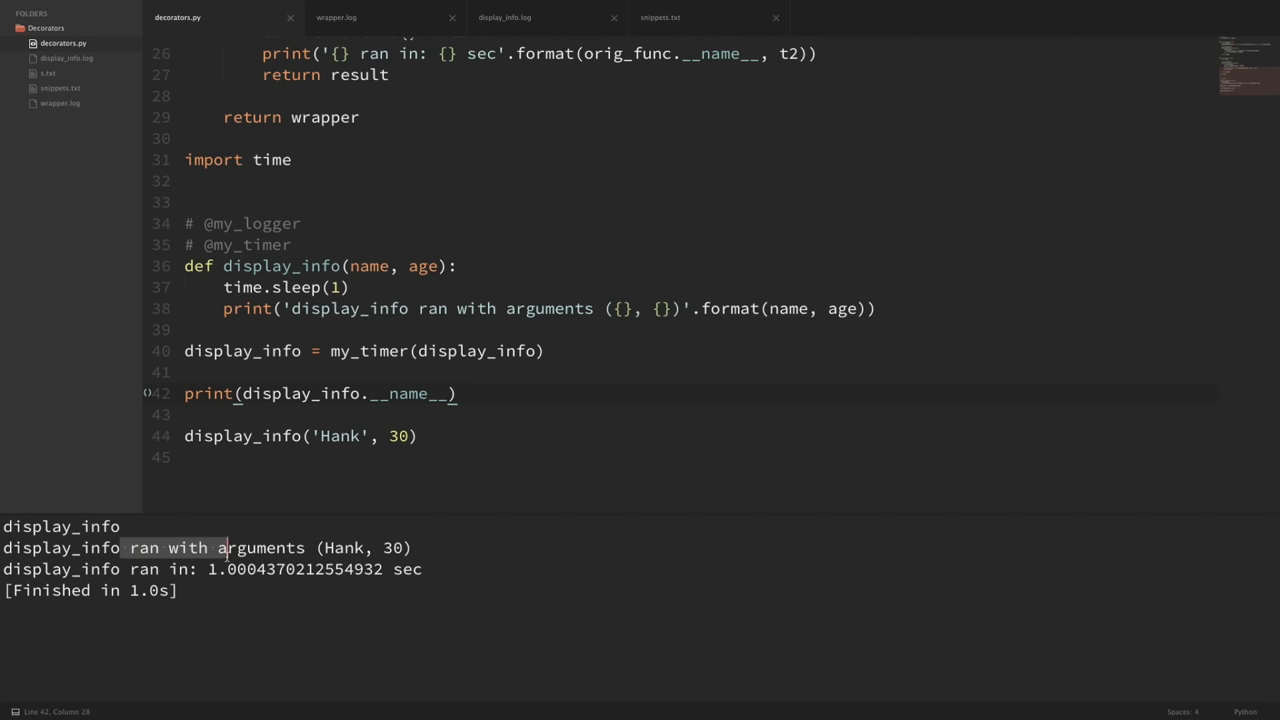 FOLDERS
Decorators
decorators.py
display_info.log
s.txt
snippets.txt
wrapper.log
decorators.py
wrapper.log
display_info.log
snippets.txt
26 print('{} ran in: {} sec'.format(orig_func.__name__, t2))
27 return result
28
29 return wrapper
30
31 import time
32
33
34 # @my_logger
35 # @my_timer
36 def display_info(name, age):
37 time.sleep(1)
38 print('display_info ran with arguments ({}, {})'.format(name, age))
39
40 display_info = my_timer(display_info)
41
42 print(display_info.__name__)
43
44 display_info('Hank', 30)
45
display_info
display_info ran with arguments (Hank, 30)
display_info ran in: 1.0004370212554932 sec
[Finished in 1.0s]
Line 42, Column 28
Spaces: 4
Python